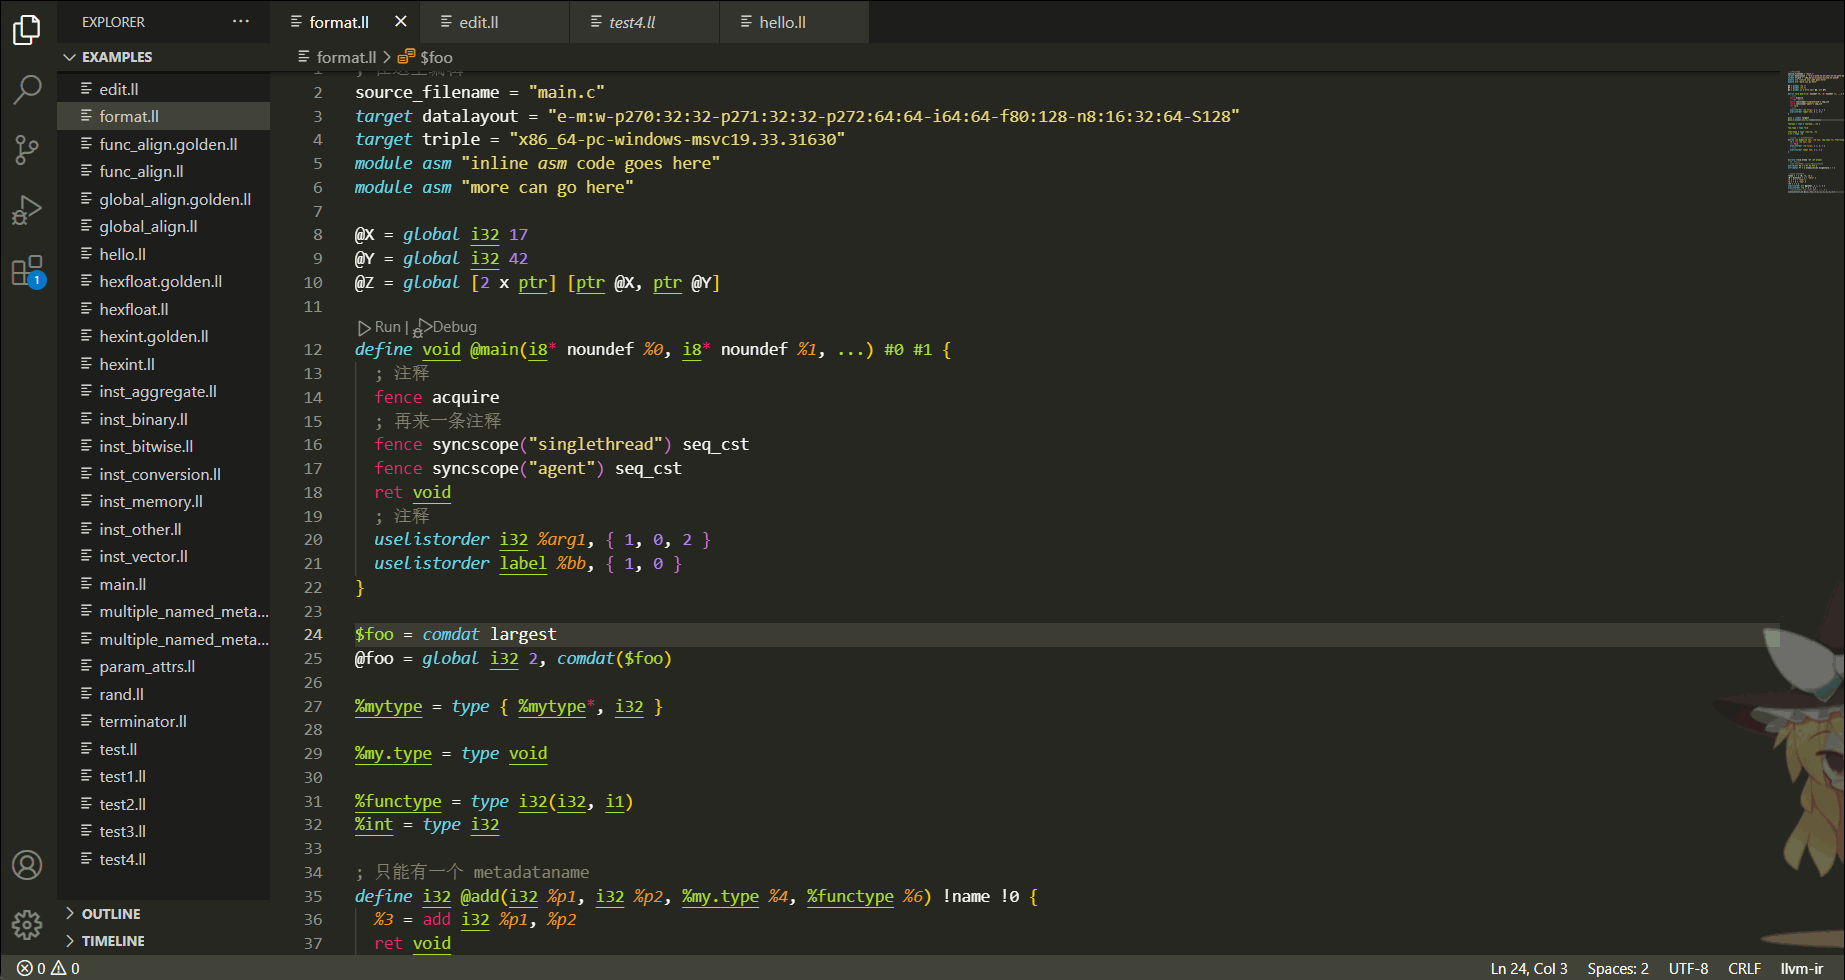 EXPLORER
EXAMPLES
edit.ll
format.ll
func_align.golden.ll
func_align.ll
global_align.golden.ll
global_align.ll
hello.ll
hexfloat.golden.ll
hexfloat.ll
hexint.golden.ll
hexint.ll
inst_aggregate.ll
inst_binary.ll
inst_bitwise.ll
inst_conversion.ll
inst_memory.ll
inst_other.ll
inst_vector.ll
main.ll
multiple_named_meta...
multiple_named_meta...
param_attrs.ll
rand.ll
terminator.ll
test.ll
test1.ll
test2.ll
test3.ll
test4.ll
OUTLINE
TIMELINE
1
format.ll
edit.ll
test4.ll
hello.ll
format.ll > $foo
2 source_filename = "main.c"
3 target datalayout = "e-m:w-p270:32:32-p271:32:32-p272:64:64-i64:64-f80:128-n8:16:32:64-S128"
4 target triple = "x86_64-pc-windows-msvc19.33.31630"
5 module asm "inline asm code goes here"
6 module asm "more can go here"
7
8 @X = global i32 17
9 @Y = global i32 42
10 @Z = global [2 x ptr] [ptr @X, ptr @Y]
11
Run | Debug
12 define void @main(i8* noundef %0, i8* noundef %1, ...) #0 #1 {
13 ; 注释
14 fence acquire
15 ; 再来一条注释
16 fence syncscope("singlethread") seq_cst
17 fence syncscope("agent") seq_cst
18 ret void
19 ; 注释
20 uselistorder i32 %arg1, { 1, 0, 2 }
21 uselistorder label %bb, { 1, 0 }
22 }
23
24 $foo = comdat largest
25 @foo = global i32 2, comdat($foo)
26
27 %mytype = type { %mytype*, i32 }
28
29 %my.type = type void
30
31 %functype = type i32(i32, i1)
32 %int = type i32
33
34 ; 只能有一个 metadataname
35 define i32 @add(i32 %p1, i32 %p2, %my.type %4, %functype %6) !name !0 {
36 %3 = add i32 %p1, %p2
37 ret void
0 0
Ln 24, Col 3
Spaces: 2
UTF-8
CRLF
llvm-ir